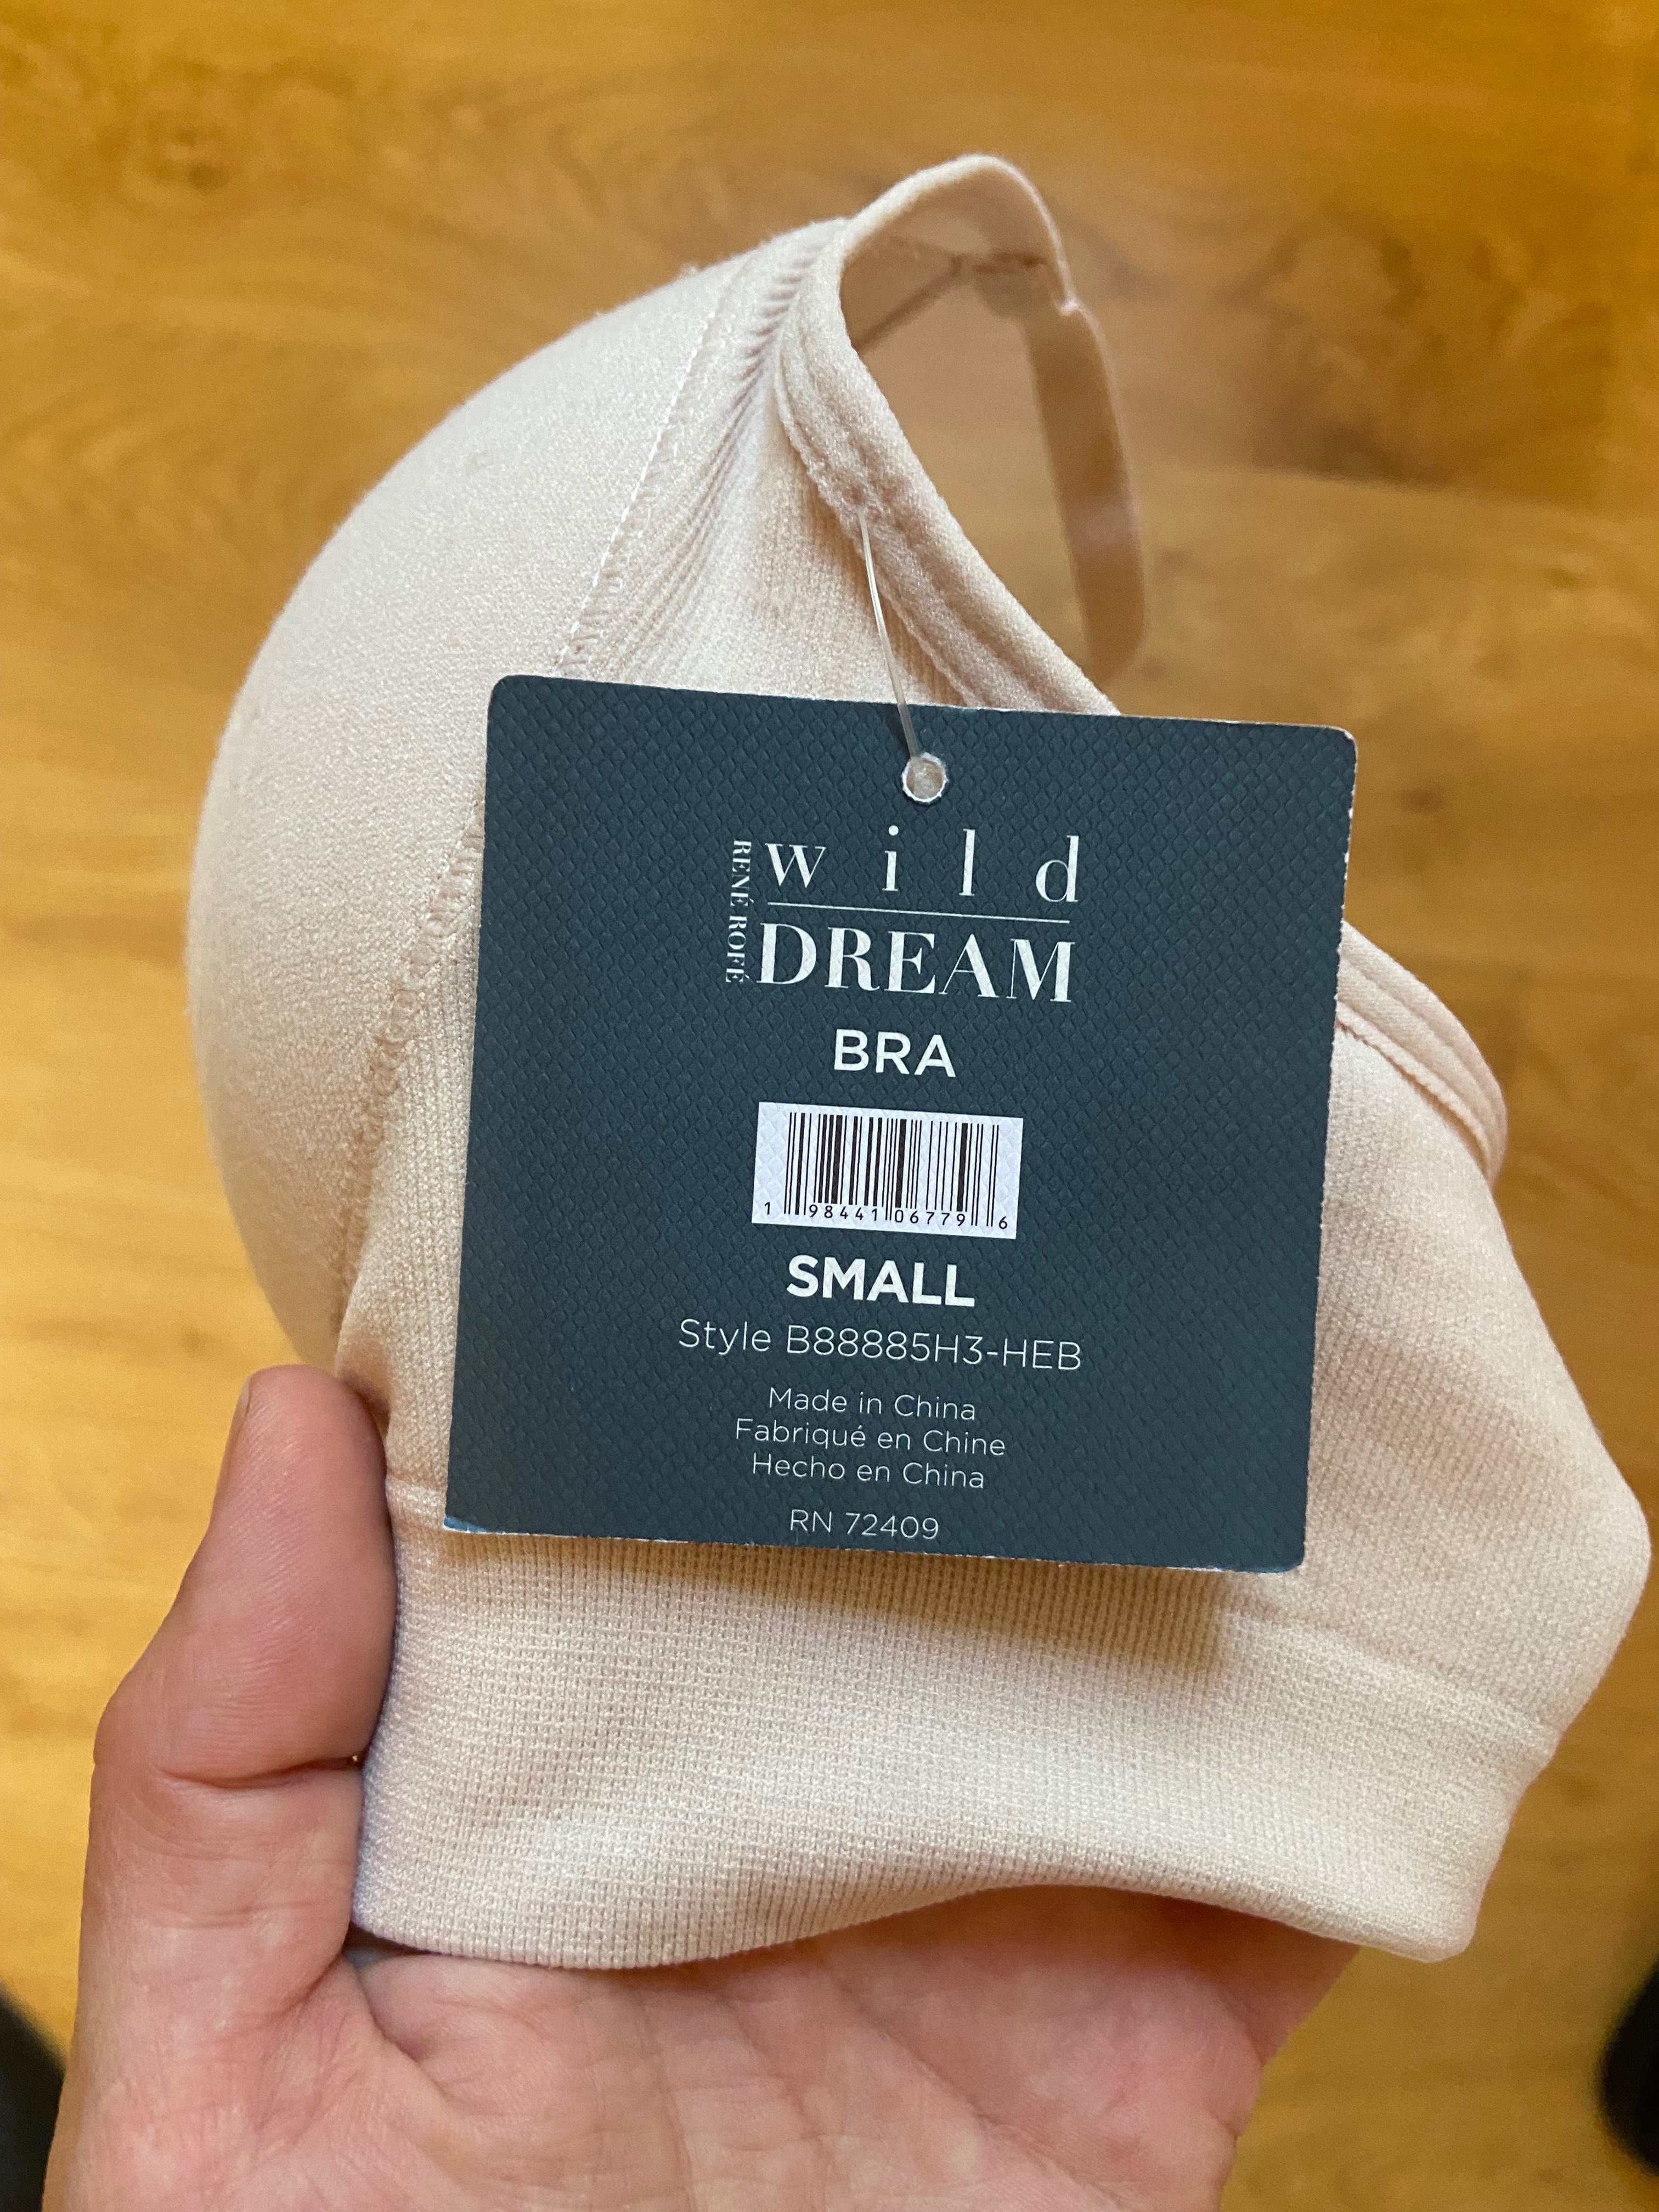 wild
RENÉ ROFÉ
DREAM
BRA
1 98441 06779 6
SMALL
Style B88885H3-HEB
Made in China
Fabriqué en Chine
Hecho en China
RN 72409